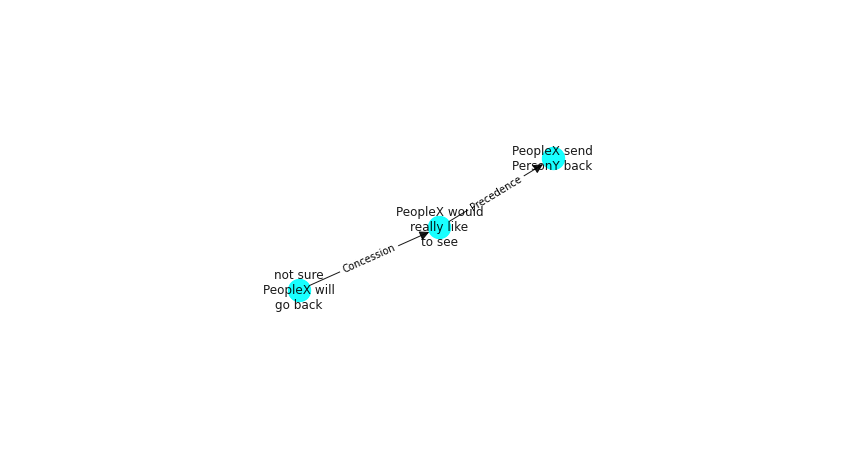 PeopleX send
PersonY back
Precedence
PeopleX would
really like
to see
Concession
not sure
PeopleX will
go back